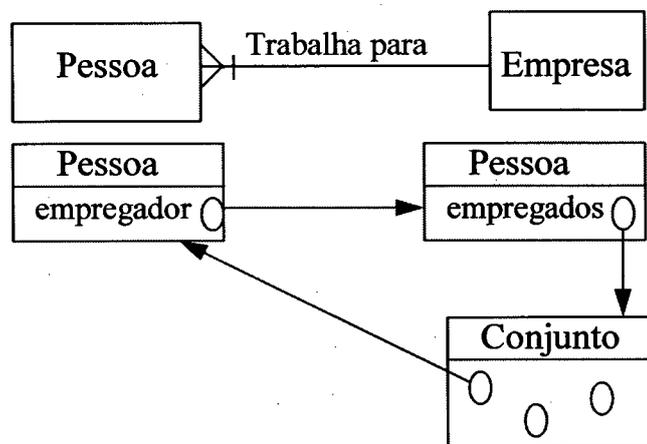 Trabalha para
Pessoa
Empresa
Pessoa
Pessoa
empregador
empregados
Conjunto